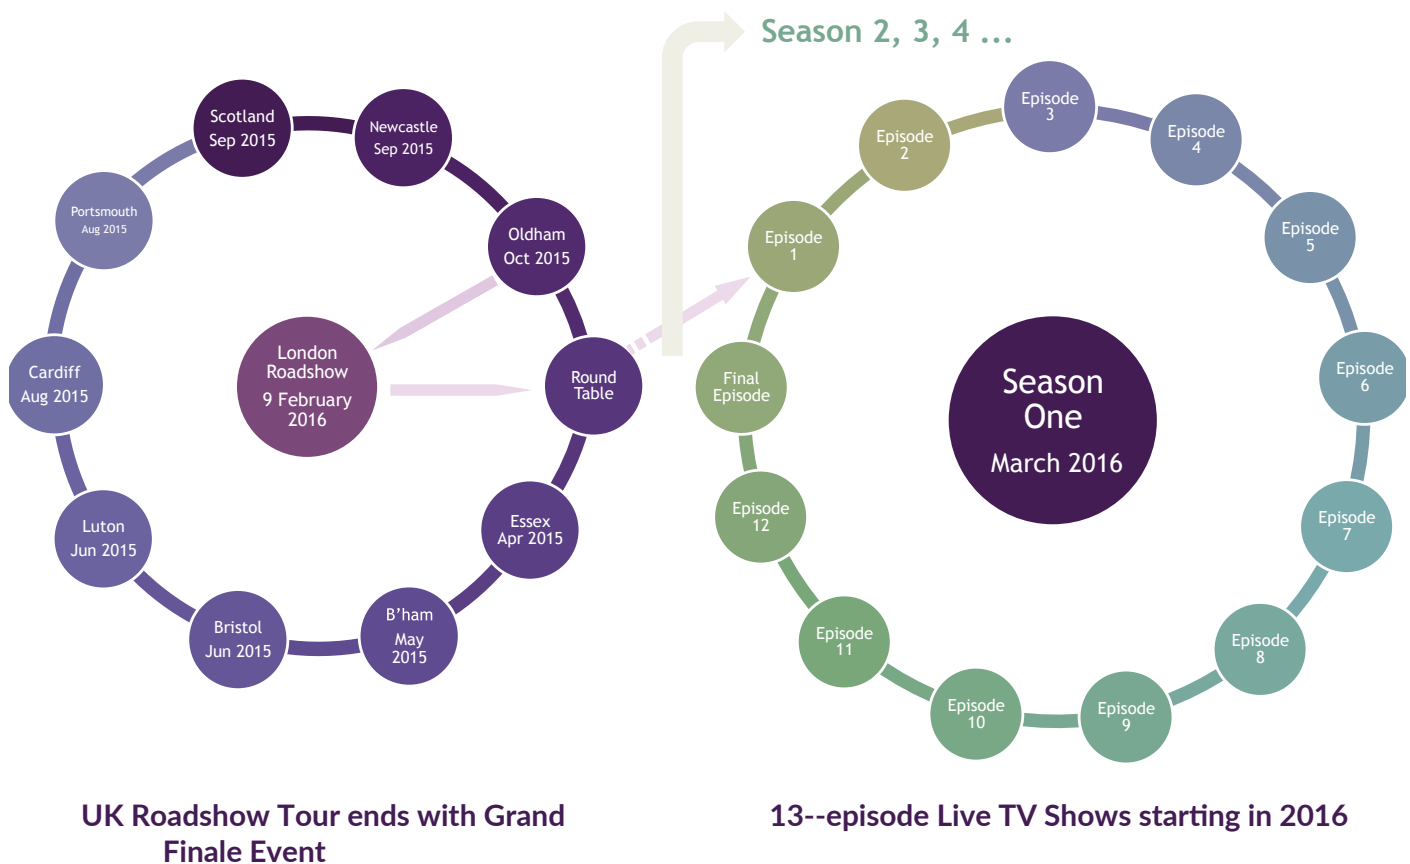 Season 2, 3, 4 ...
Scotland
Sep 2015
Newcastle
Sep 2015
Oldham
Oct 2015
Round
Table
Essex
Apr 2015
B’ham
May
2015
Bristol
Jun 2015
Luton
Jun 2015
Cardiff
Aug 2015
Portsmouth
Aug 2015
London
Roadshow
9 February
2016
UK Roadshow Tour ends with Grand
Finale Event
Episode
1
Episode
2
Episode
3
Episode
4
Episode
5
Episode
6
Episode
7
Episode
8
Episode
9
Episode
10
Episode
11
Episode
12
Final
Episode
Season
One
March 2016
13--episode Live TV Shows starting in 2016